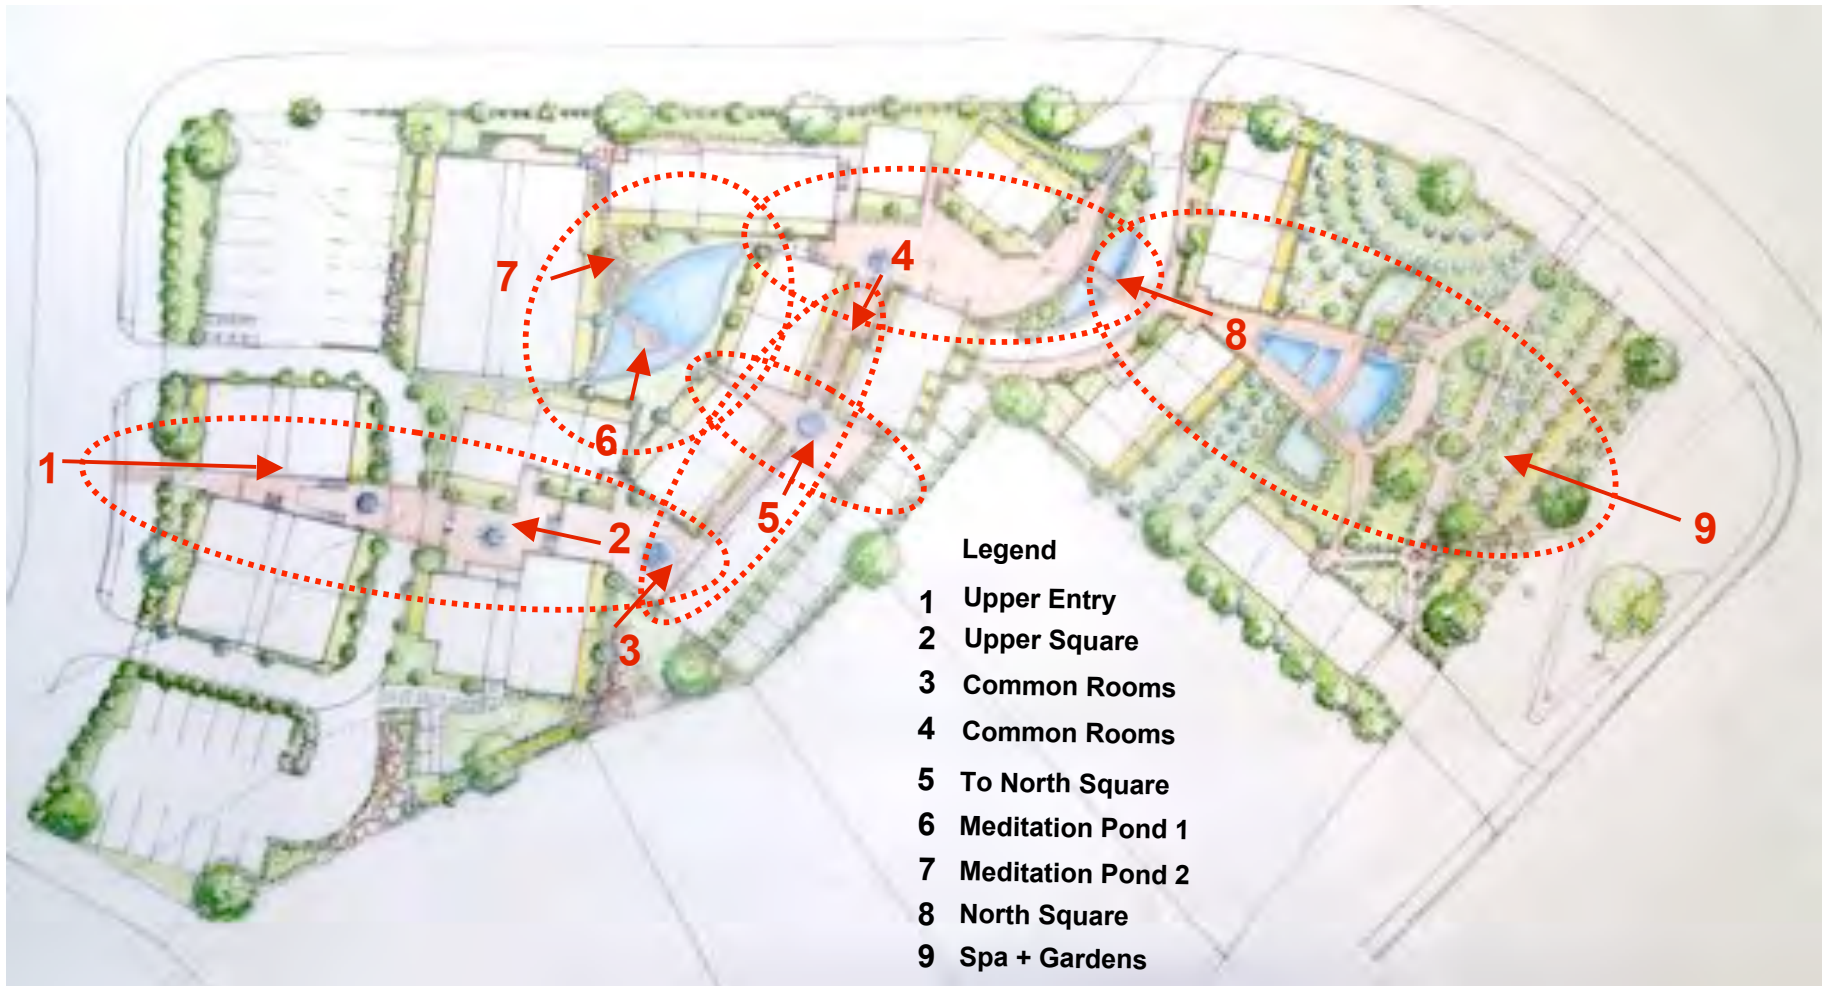 4
7
8
6
1
5
2
9
3
Legend
1 Upper Entry
2 Upper Square
3 Common Rooms
4 Common Rooms
5 To North Square
6 Meditation Pond 1
7 Meditation Pond 2
8 North Square
9 Spa + Gardens